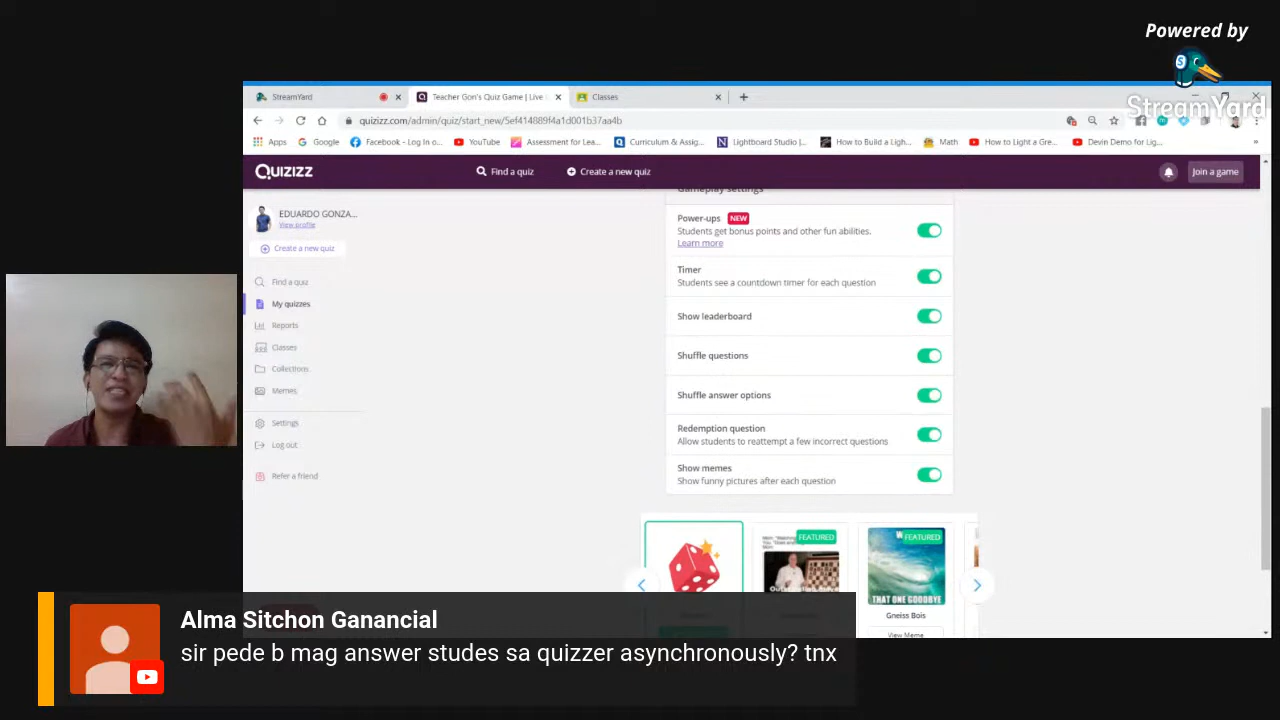 Powered by
StreamYard
StreamYard
Teacher Gon's Quiz Game | Live
Classes
quizizz.com/admin/quiz/start_new/5ef414889f4a1d001b37aa4b
Apps
Google
Facebook - Log In o...
YouTube
Assessment for Lea...
Curriculum & Assig...
Lightboard Studio |...
How to Build a Ligh...
Math
How to Light a Gre...
Devin Demo for Lig...
Quizizz
Find a quiz
Create a new quiz
Join a game
EDUARDO GONZA...
View profile
Create a new quiz
Find a quiz
My quizzes
Reports
Classes
Collections
Memes
Settings
Log out
Refer a friend
Gameplay settings
Power-ups NEW
Students get bonus points and other fun abilities.
Learn more
Timer
Students see a countdown timer for each question
Show leaderboard
Shuffle questions
Shuffle answer options
Redemption question
Allow students to reattempt a few incorrect questions
Show memes
Show funny pictures after each question
FEATURED
FEATURED
THAT ONE GOODBYE
Gneiss Bois
View Meme
Alma Sitchon Ganancial
sir pede b mag answer studes sa quizzer asynchronously? tnx